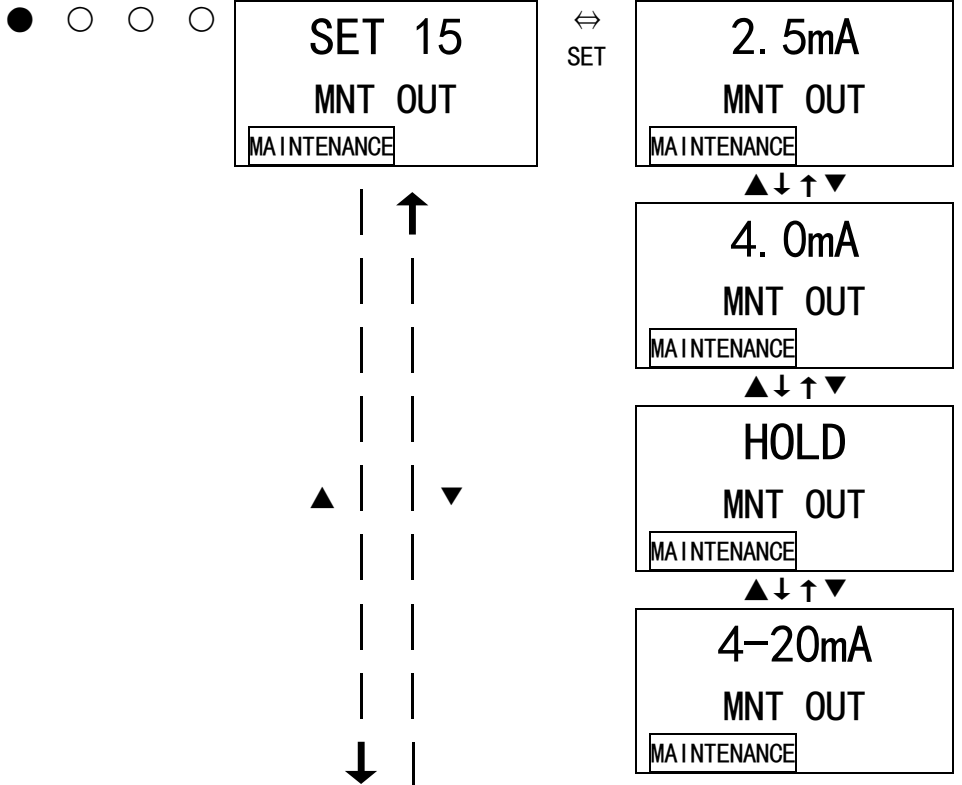 ● ○ ○ ○
SET 15
MNT OUT
MAINTENANCE
⇔
SET
2.5mA
MNT OUT
MAINTENANCE
▲↓↑▼
4.0mA
MNT OUT
MAINTENANCE
▲↓↑▼
HOLD
MNT OUT
MAINTENANCE
▲↓↑▼
4-20mA
MNT OUT
MAINTENANCE
▲ ▼